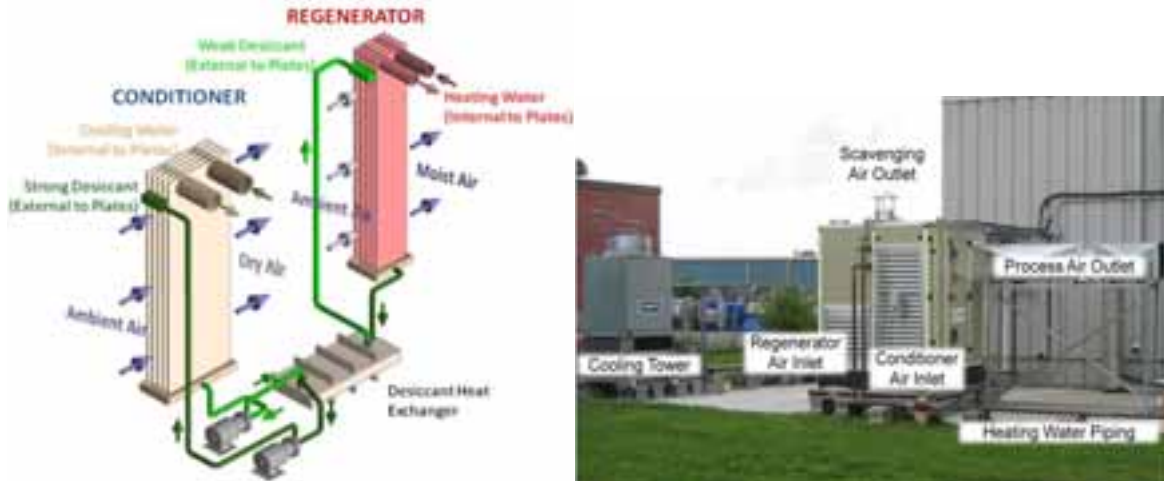 REGENERATOR
Weak Desiccant
(External to Plates)
CONDITIONER
Heating Water
(Internal to Plates)
Cooling Water
(Internal to Plates)
Strong Desiccant
(External to Plates)
Moist Air
Ambient Air
Dry Air
Ambient Air
Desiccant Heat
Exchanger
Scavenging
Air Outlet
Process Air Outlet
Cooling Tower
Regenerator
Air Inlet
Conditioner
Air Inlet
Heating Water Piping